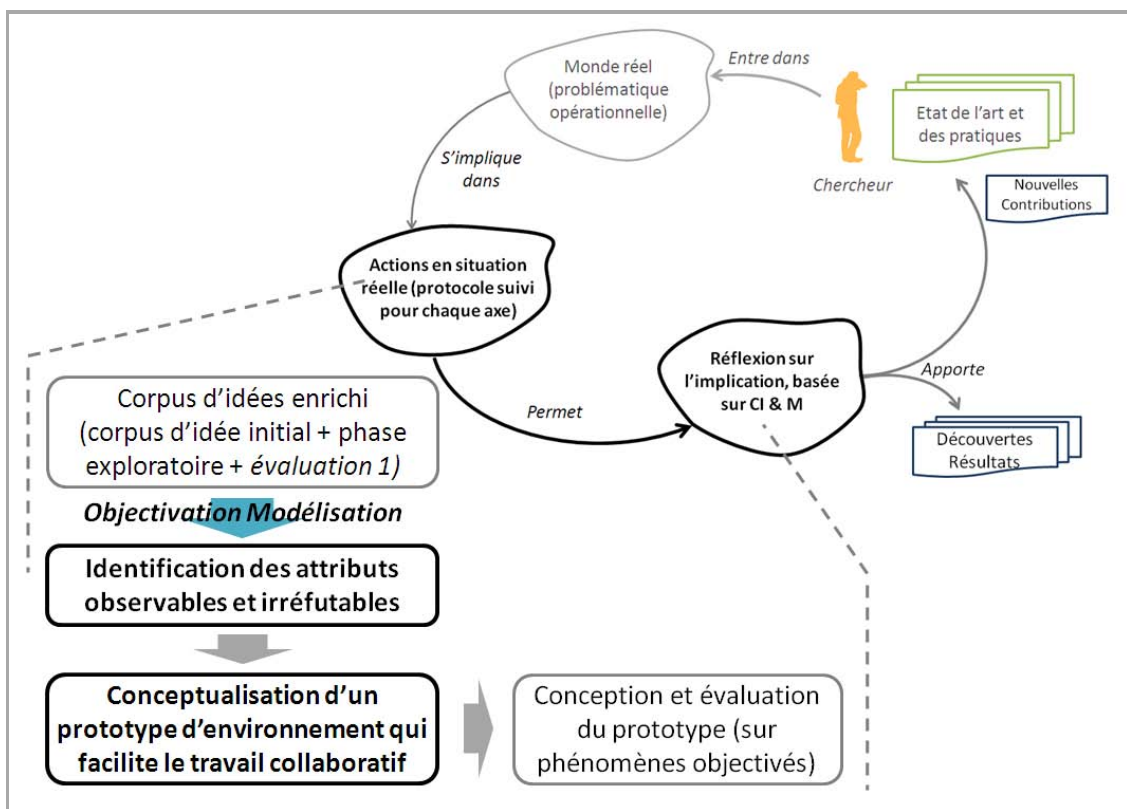 Monde réel
(problématique
opérationnelle)
Entre dans
Etat de l'art et
des pratiques
Chercheur
Nouvelles
Contributions
S'implique
dans
Actions en situation
réelle (protocole suivi
pour chaque axe)
Réflexion sur
l'implication, basée
sur CI & M
Permet
Apporte
Découvertes
Résultats
Corpus d'idées enrichi
(corpus d'idée initial + phase
exploratoire + évaluation 1)
Objectivation Modélisation
Identification des attributs
observables et irréfutables
Conceptualisation d'un
prototype d'environnement qui
facilite le travail collaboratif
Conception et évaluation
du prototype (sur
phénomènes objectivés)